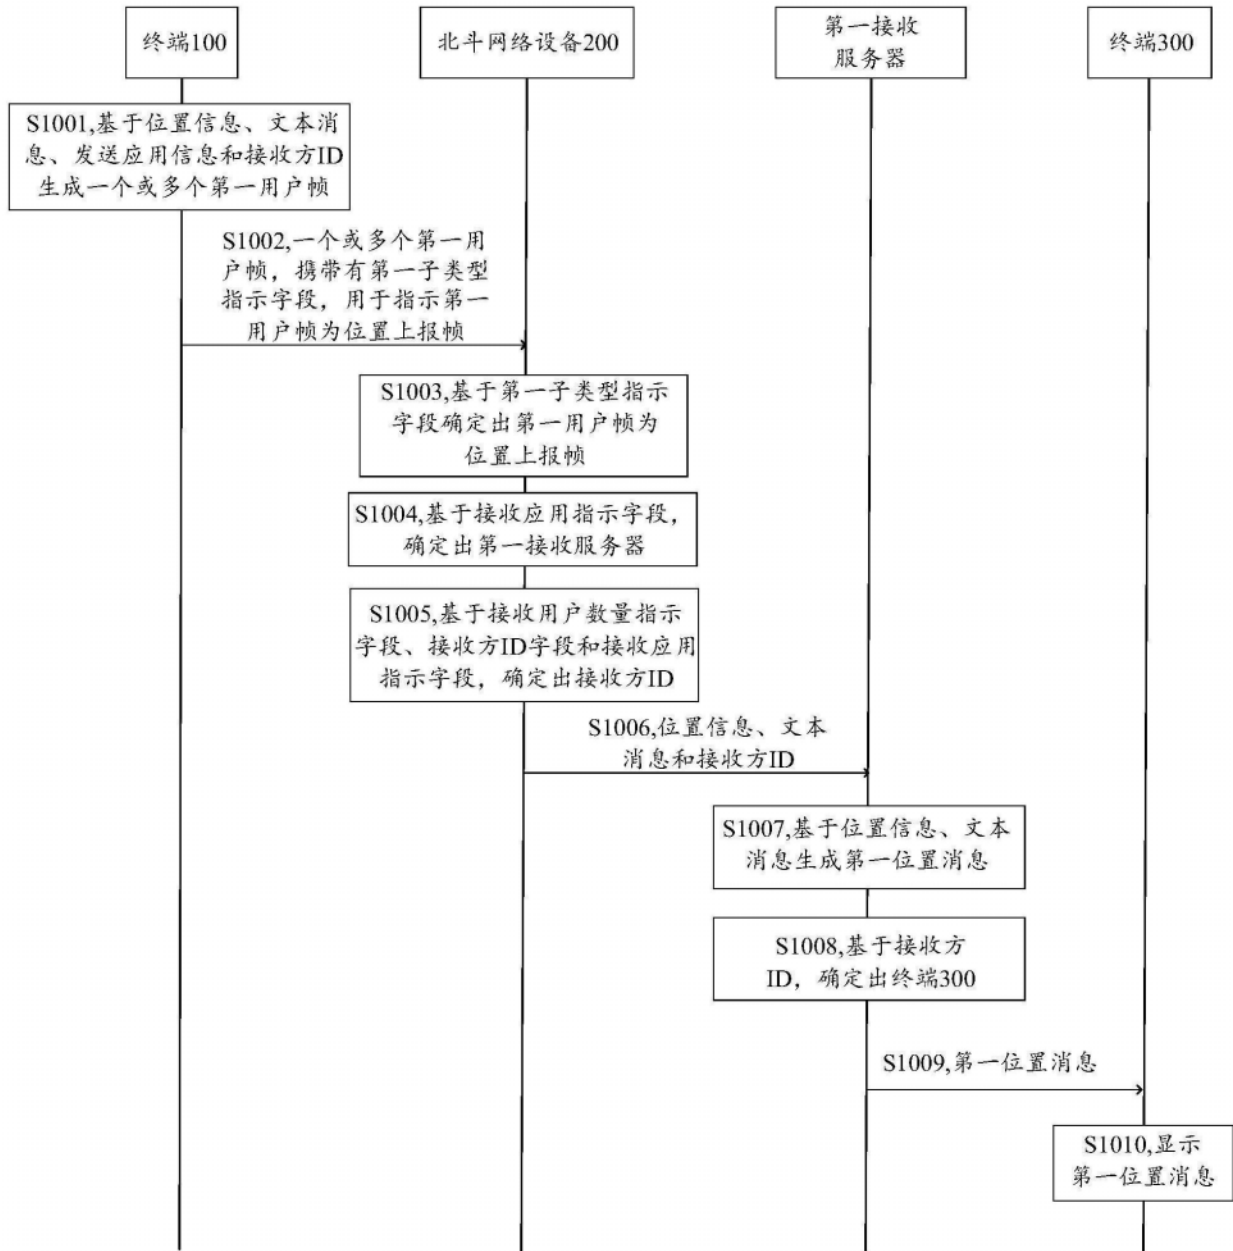 终端100
北斗网络设备200
第一接收
服务器
终端300
S1001,基于位置信息、文本消
息、发送应用信息和接收方ID
生成一个或多个第一用户帧
S1002,一个或多个第一用
户帧，携带有第一子类型
指示字段，用于指示第一
用户帧为位置上报帧
S1003,基于第一子类型指示
字段确定出第一用户帧为
位置上报帧
S1004,基于接收应用指示字段，
确定出第一接收服务器
S1005,基于接收用户数量指示
字段、接收方ID字段和接收应用
指示字段，确定出接收方ID
S1006,位置信息、文本
消息和接收方ID
S1007,基于位置信息、文本
消息生成第一位置消息
S1008,基于接收方
ID，确定出终端300
S1009,第一位置消息
S1010,显示
第一位置消息